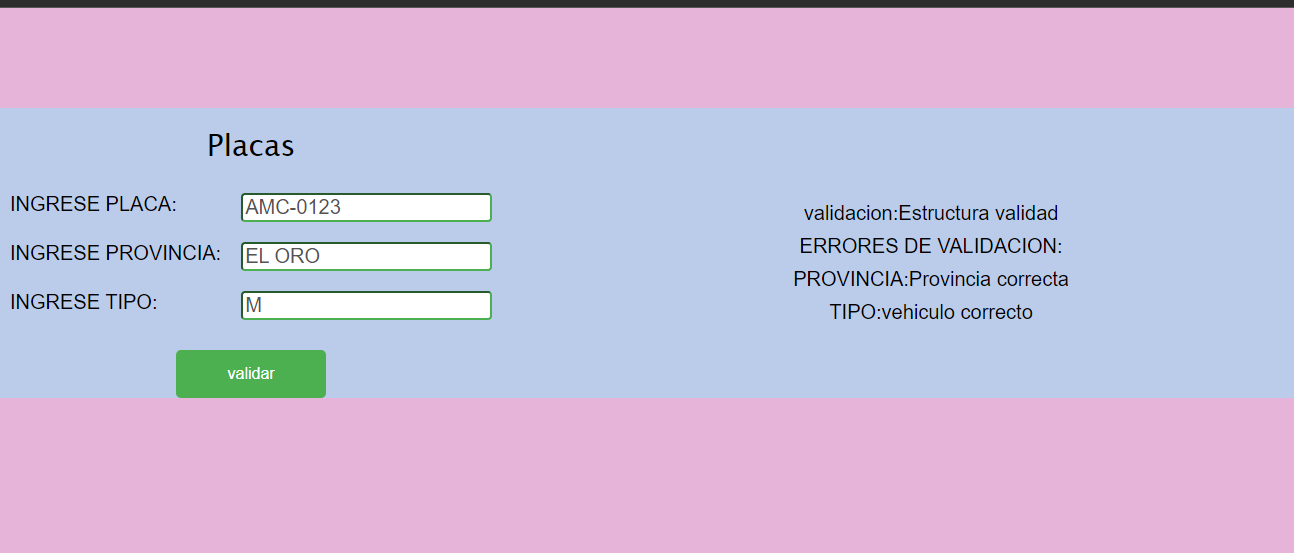 Placas
INGRESE PLACA:
AMC-0123
INGRESE PROVINCIA:
EL ORO
INGRESE TIPO:
M
validar
validacion:Estructura validad
ERRORES DE VALIDACION:
PROVINCIA:Provincia correcta
TIPO:vehiculo correcto